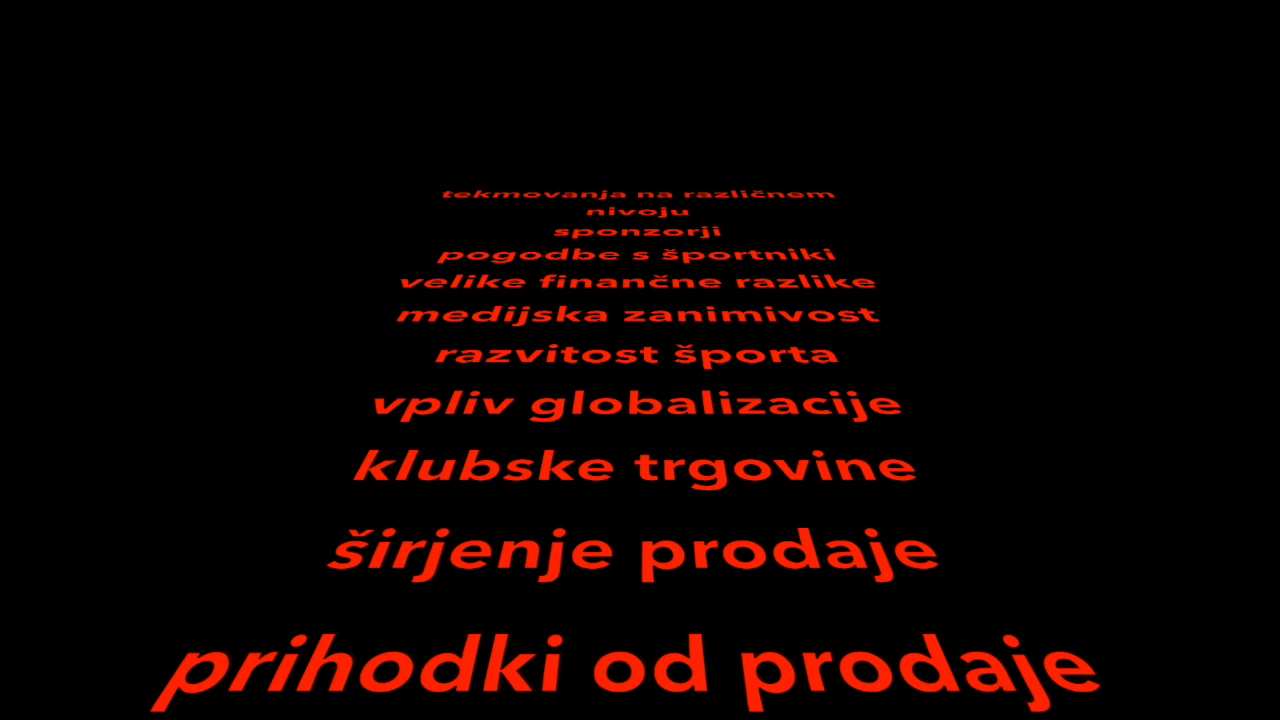 tekmovanja na različnem
nivoju
sponzorji
pogodbe s športniki
velike finančne razlike
medijska zanimivost
razvitost športa
vpliv globalizacije
klubske trgovine
širjenje prodaje
prihodki od prodaje